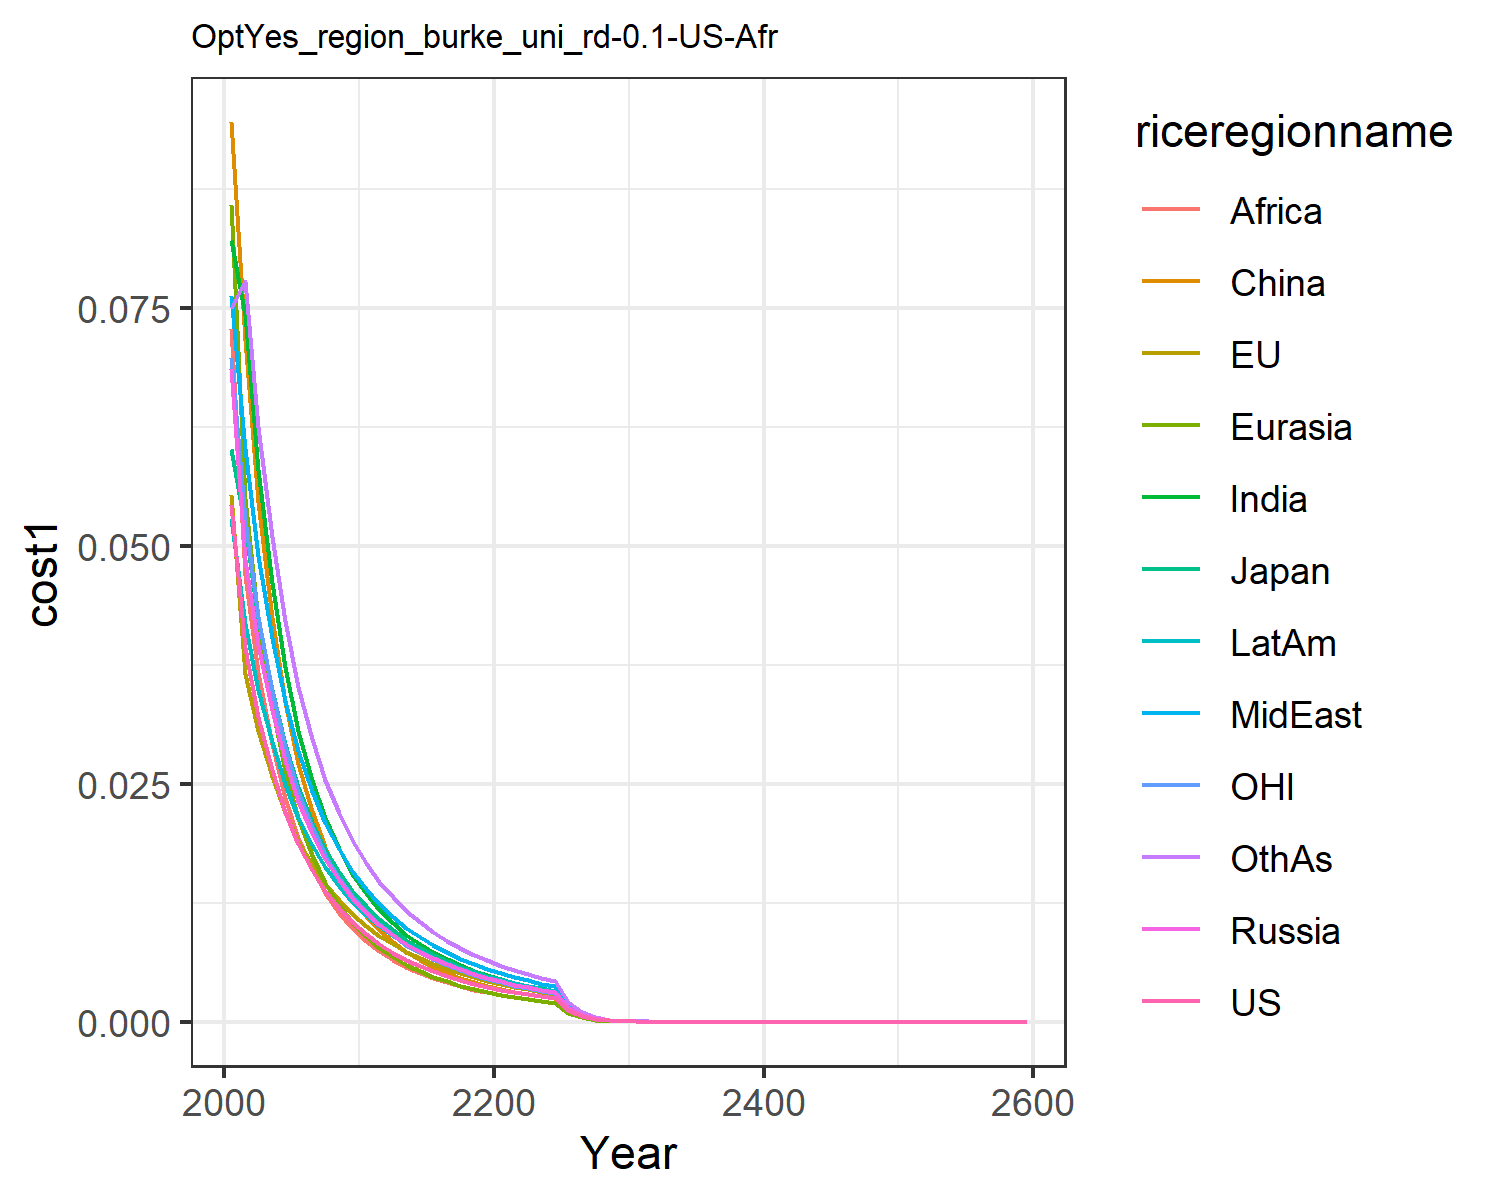 OptYes_region_burke_uni_rd-0.1-US-Afr
riceregionname
Africa
China
EU
Eurasia
India
Japan
LatAm
MidEast
OHI
OthAs
Russia
US
cost1
0.075
0.050
0.025
0.000
2000
2200
2400
2600
Year